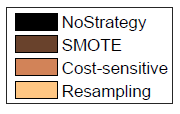 NoStrategy
SMOTE
Cost-sensitive
Resampling